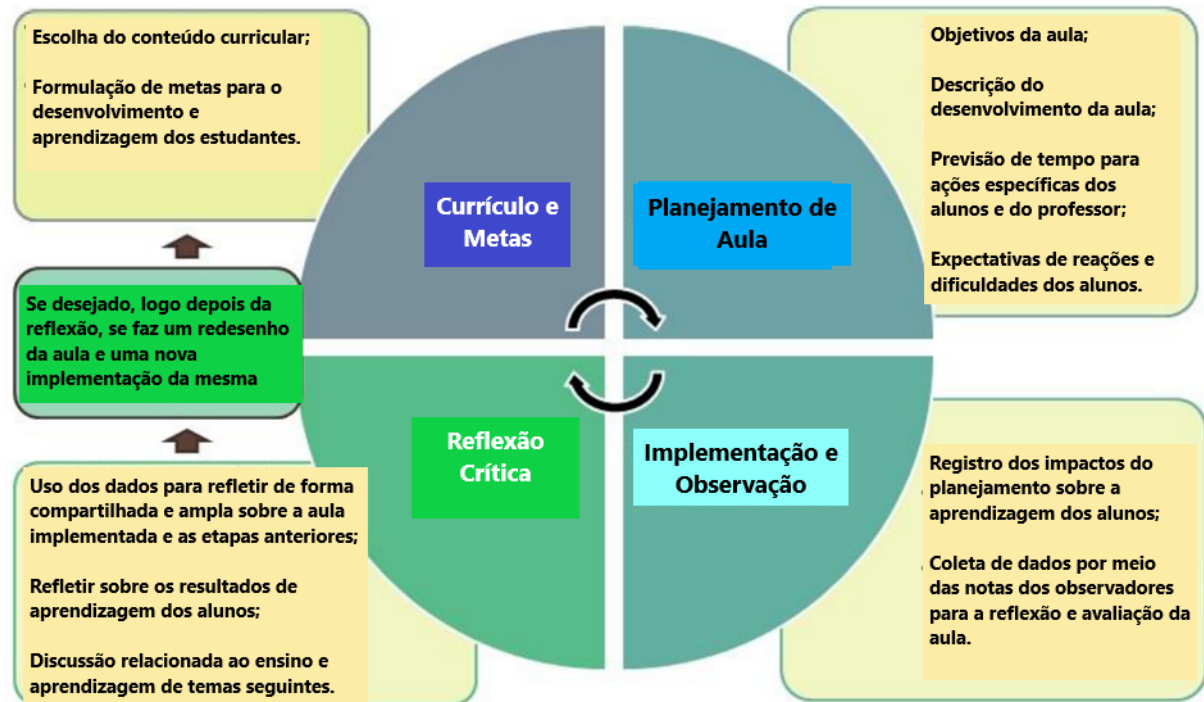 Escolha do conteúdo curricular;
Formulação de metas para o
desenvolvimento e
aprendizagem dos estudantes.
Objetivos da aula;
Descrição do
desenvolvimento da aula;
Previsão de tempo para
ações específicas dos
alunos e do professor;
Expectativas de reações e
dificuldades dos alunos.
Currículo e
Metas
Planejamento de
Aula
Se desejado, logo depois da
reflexão, se faz um redesenho
da aula e uma nova
implementação da mesma
Reflexão
Crítica
Implementação e
Observação
Uso dos dados para refletir de forma
compartilhada e ampla sobre a aula
implementada e as etapas anteriores;
Refletir sobre os resultados de
aprendizagem dos alunos;
Discussão relacionada ao ensino e
aprendizagem de temas seguintes.
Registro dos impactos do
planejamento sobre a
aprendizagem dos alunos;
Coleta de dados por meio
das notas dos observadores
para a reflexão e avaliação da
aula.